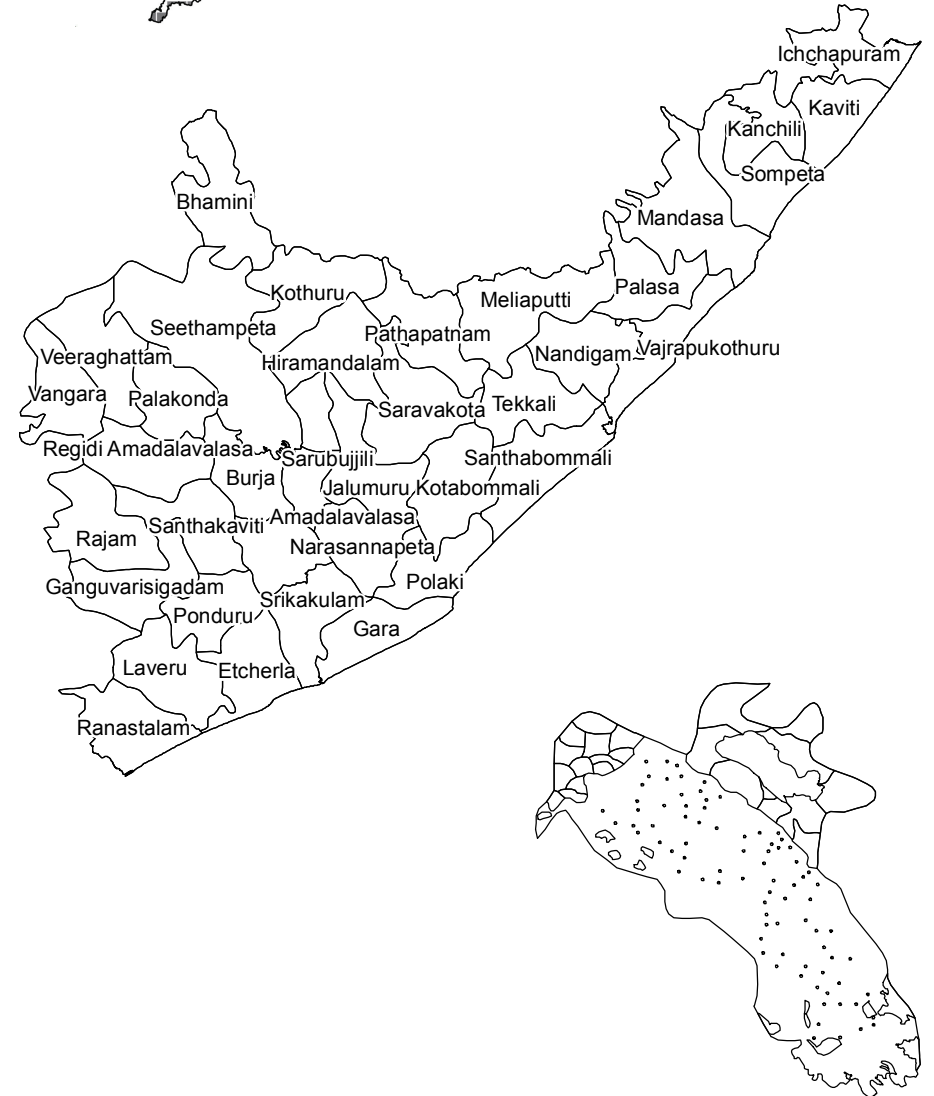 Ichchapuram
Kaviti
Kanchili
Sompeta
Bhamini
Mandasa
Palasa
Kothuru
Meliaputti
Seethampeta
Pathapatnam
Veeraghattam
Hiramandalam
Nandigam
Vajrapukothuru
Vangara
Palakonda
Saravakota
Tekkali
Regidi Amadalavalasa
Sarubujjili
Santhabommali
Burja
Jalumuru
Kotabommali
Santhakaviti
Amadalavalasa
Rajam
Narasannapeta
Ganguvarisigadam
Polaki
Srikakulam
Ponduru
Gara
Laveru
Etcherla
Ranastalam